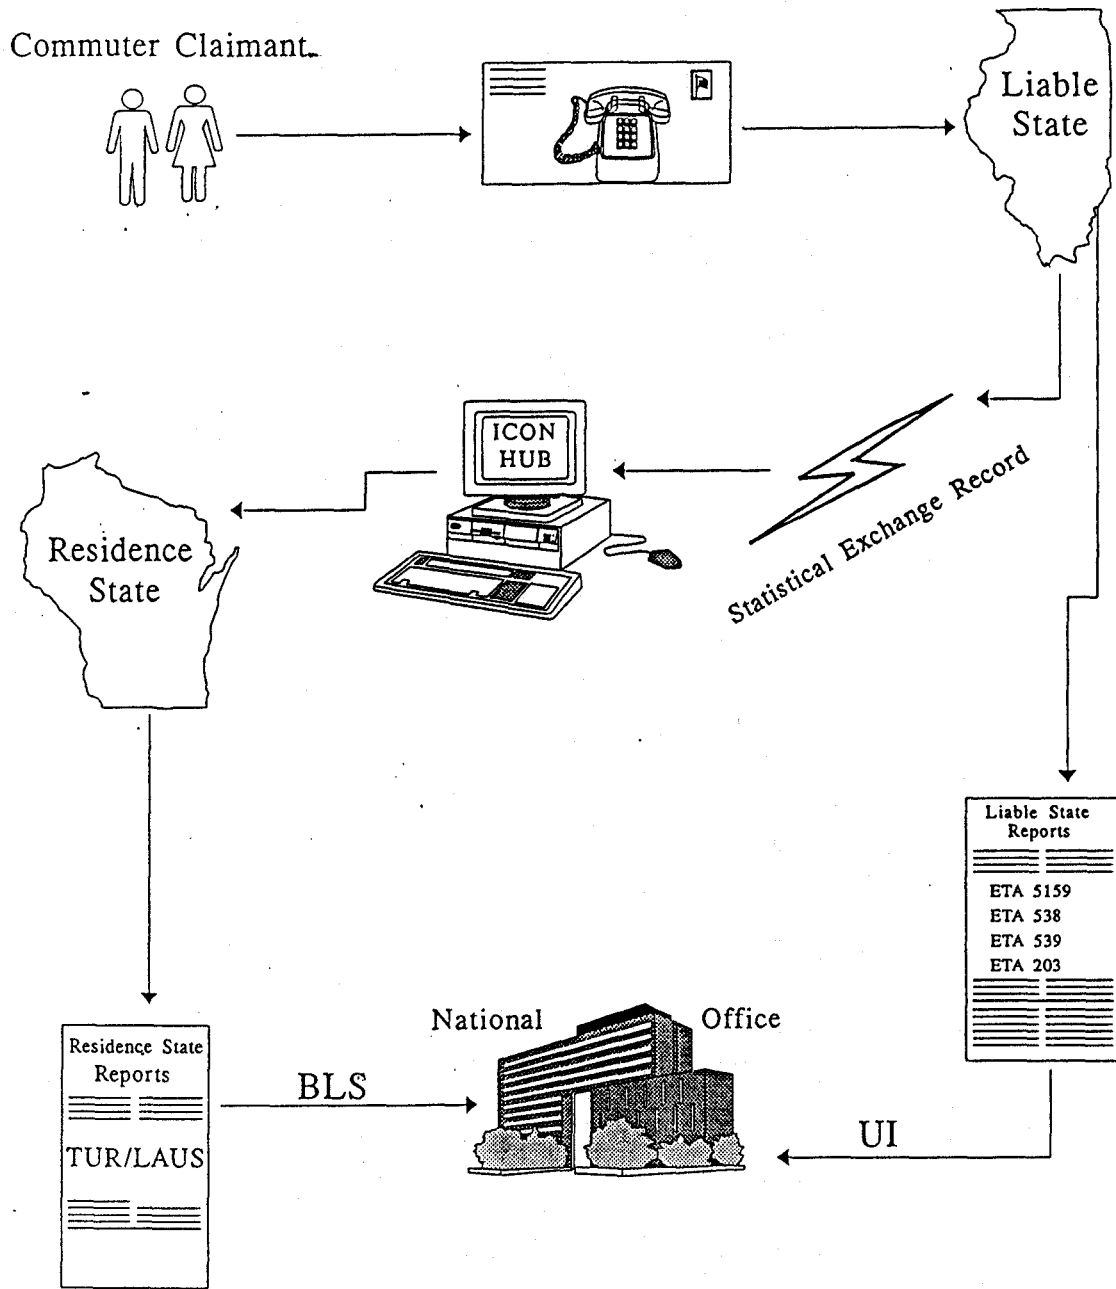 Commuter Claimant
Liable
State
ICON
HUB
Statistical Exchange Record
Residence
State
Liable State
Reports
ETA 5159
ETA 538
ETA 539
ETA 203
National Office
Residence State
Reports
BLS
TUR/LAUS
UI